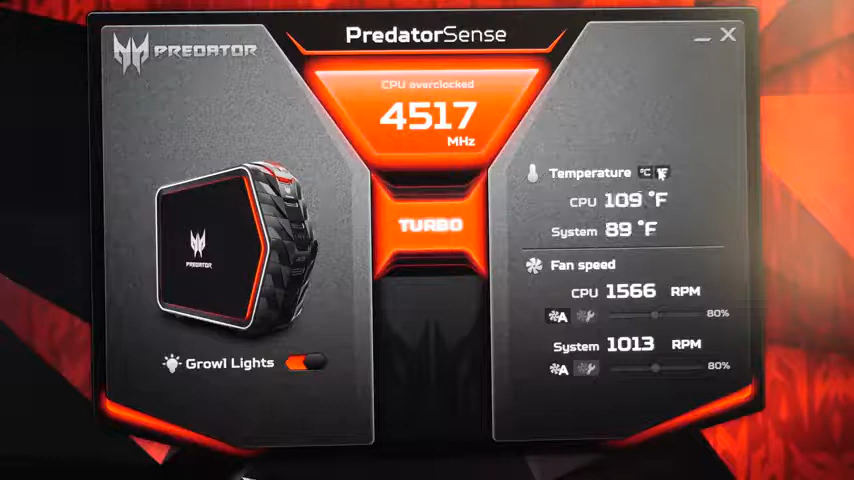 PREDATOR
PredatorSense
CPU overclocked
4517
MHz
TURBO
PREDATOR
Growl Lights
Temperature °C °F
CPU 109 °F
System 89 °F
Fan speed
CPU 1566 RPM
A
80%
System 1013 RPM
A
80%